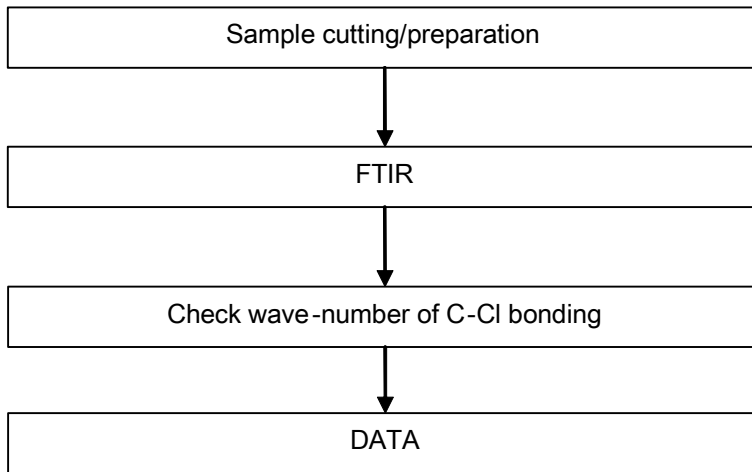 Sample cutting/preparation
FTIR
Check wave-number of C-Cl bonding
DATA